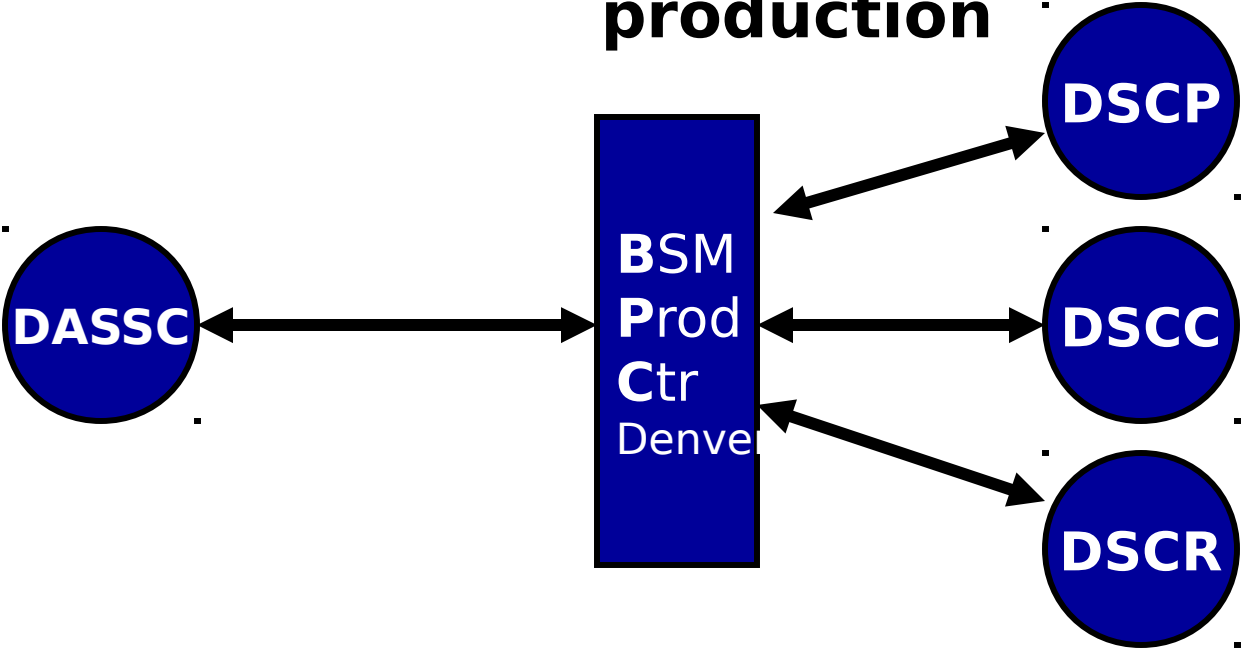 production
DSCP
BSM
Prod
Ctr
Denver
DASSC
DSCC
DSCR